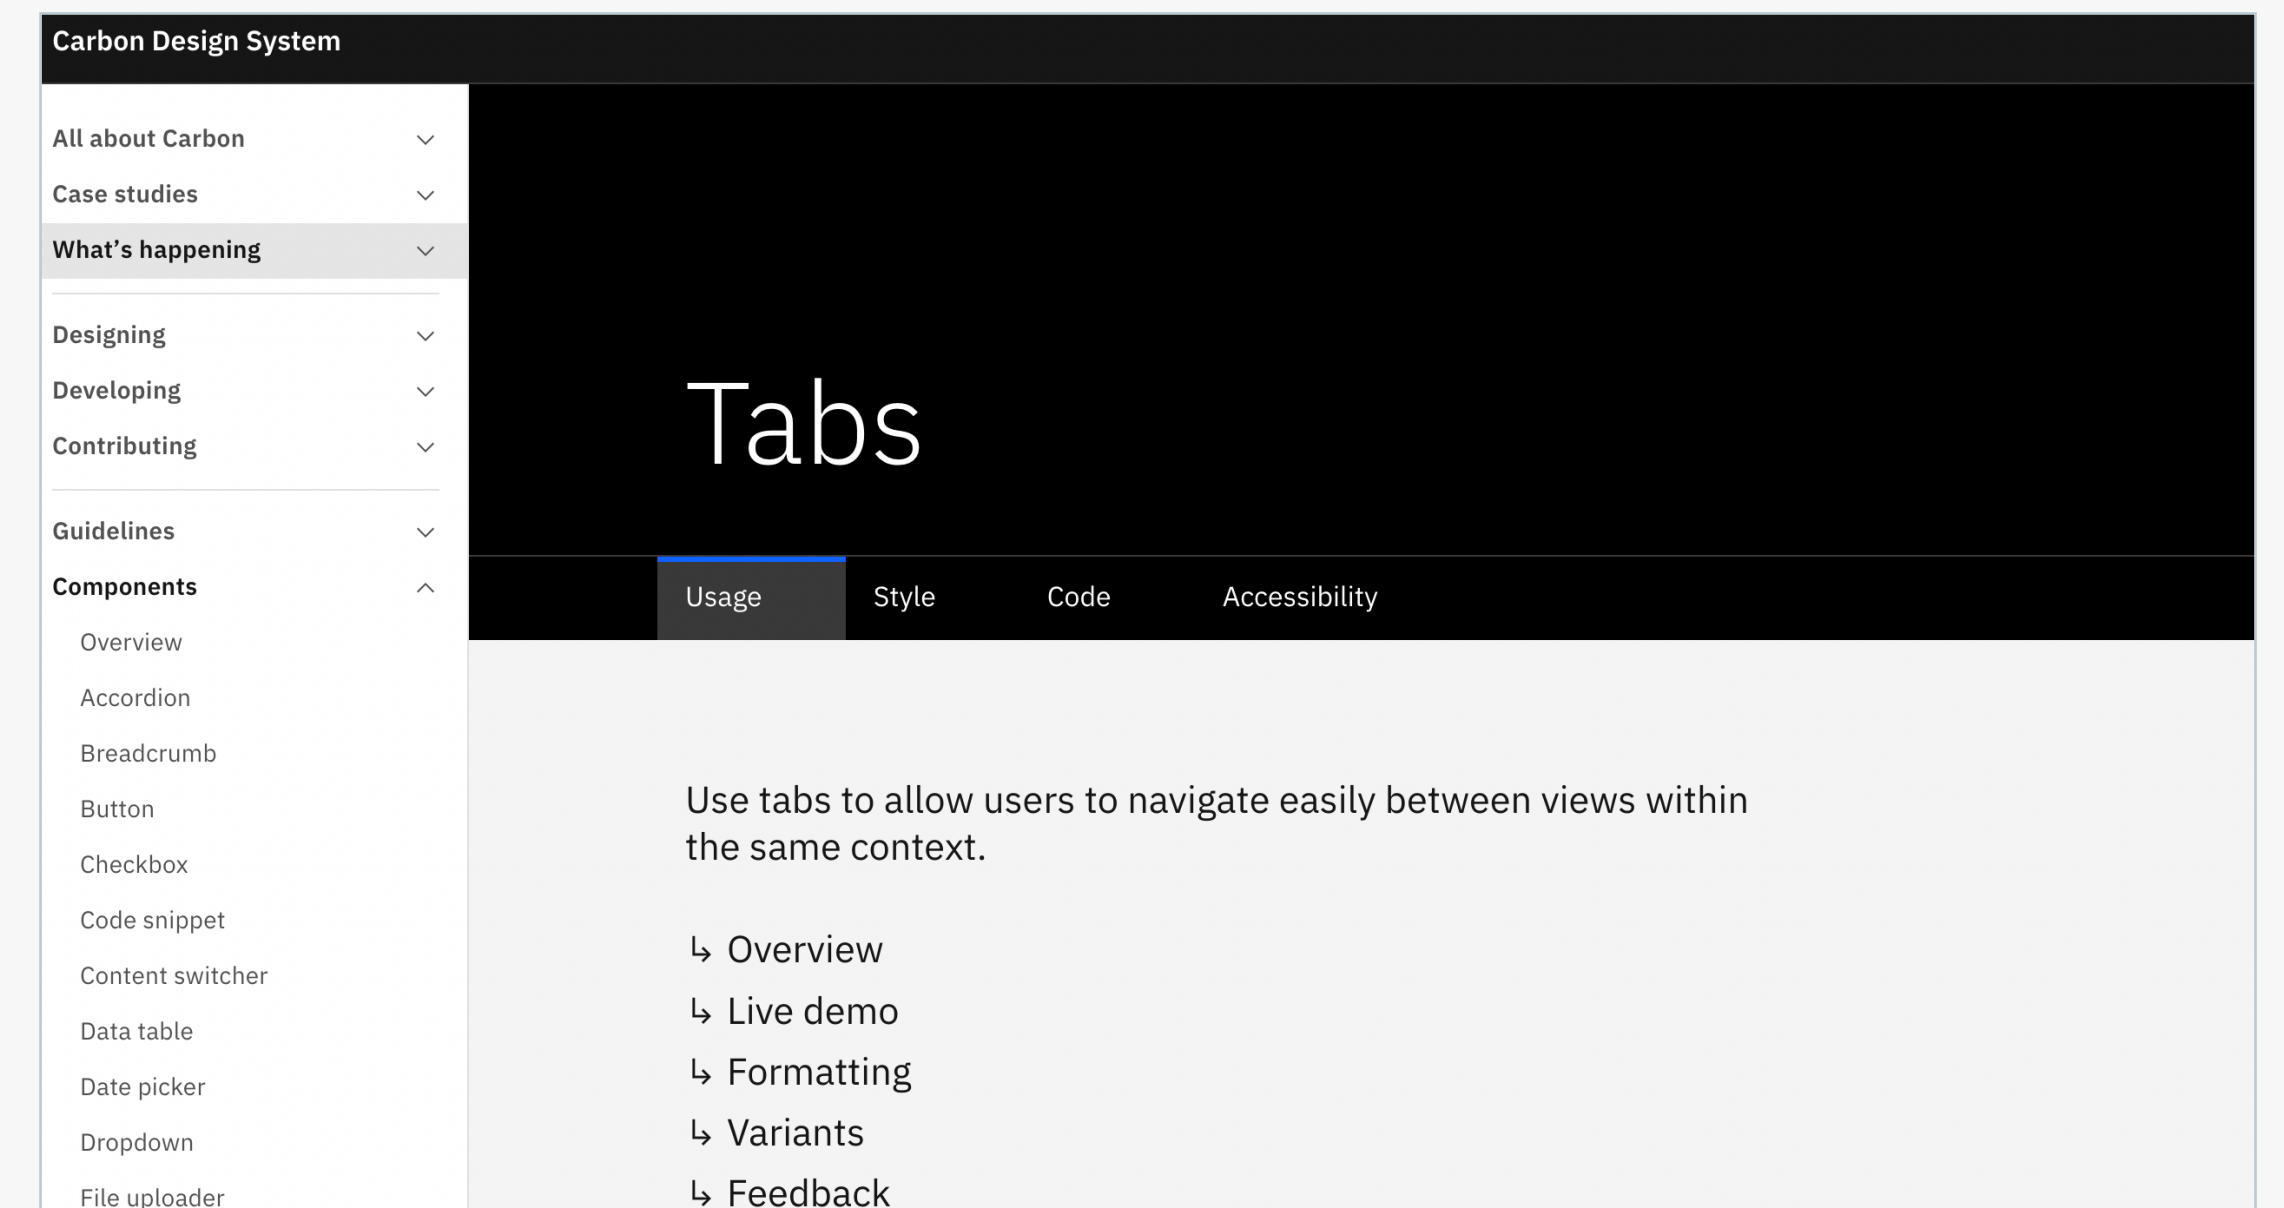 Carbon Design System
All about Carbon
Case studies
What’s happening
Designing
Developing
Contributing
Guidelines
Components
Overview
Accordion
Breadcrumb
Button
Checkbox
Code snippet
Content switcher
Data table
Date picker
Dropdown
File uploader
Tabs
Usage
Style
Code
Accessibility
Use tabs to allow users to navigate easily between views within
the same context.
↳ Overview
↳ Live demo
↳ Formatting
↳ Variants
↳ Feedback